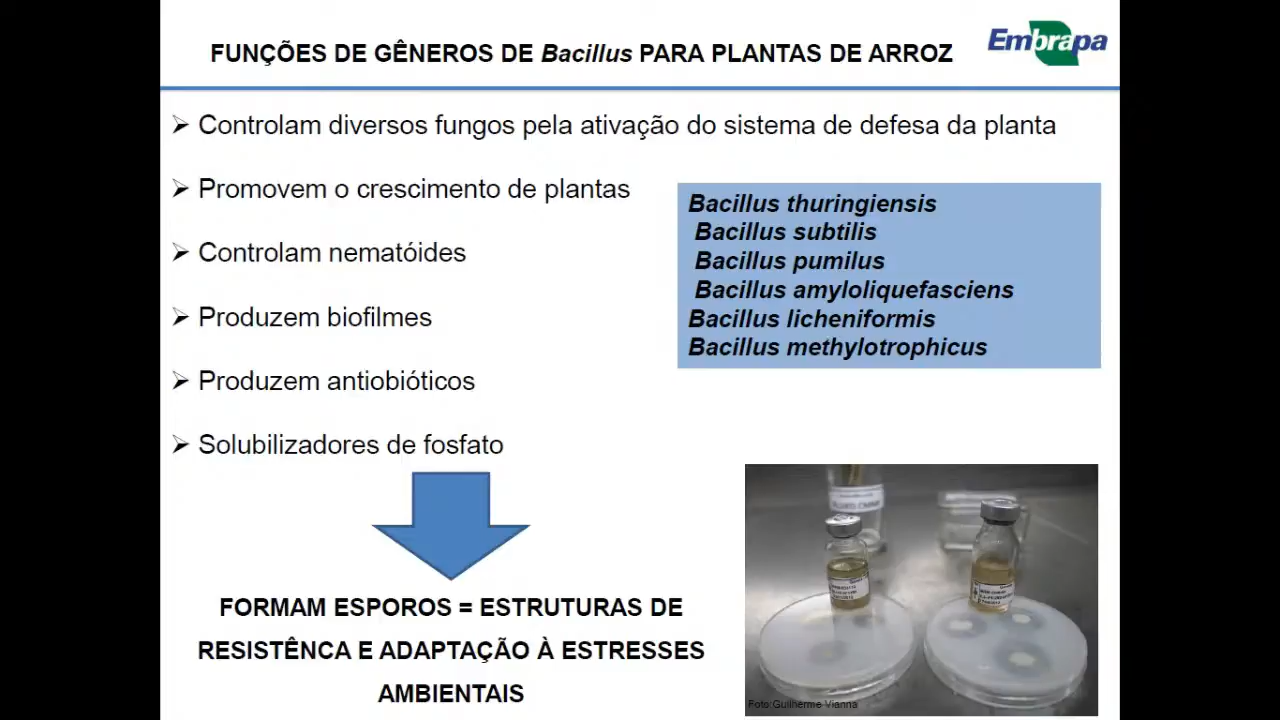 FUNÇÕES DE GÊNEROS DE Bacillus PARA PLANTAS DE ARROZ
Embrapa
Controlam diversos fungos pela ativação do sistema de defesa da planta
Promovem o crescimento de plantas
Controlam nematóides
Produzem biofilmes
Produzem antiobióticos
Solubilizadores de fosfato
Bacillus thuringiensis
Bacillus subtilis
Bacillus pumilus
Bacillus amyloliquefasciens
Bacillus licheniformis
Bacillus methylotrophicus
FORMAM ESPOROS = ESTRUTURAS DE
RESISTÊNCA E ADAPTAÇÃO À ESTRESSES
AMBIENTAIS
Foto:Guilherme Vianna